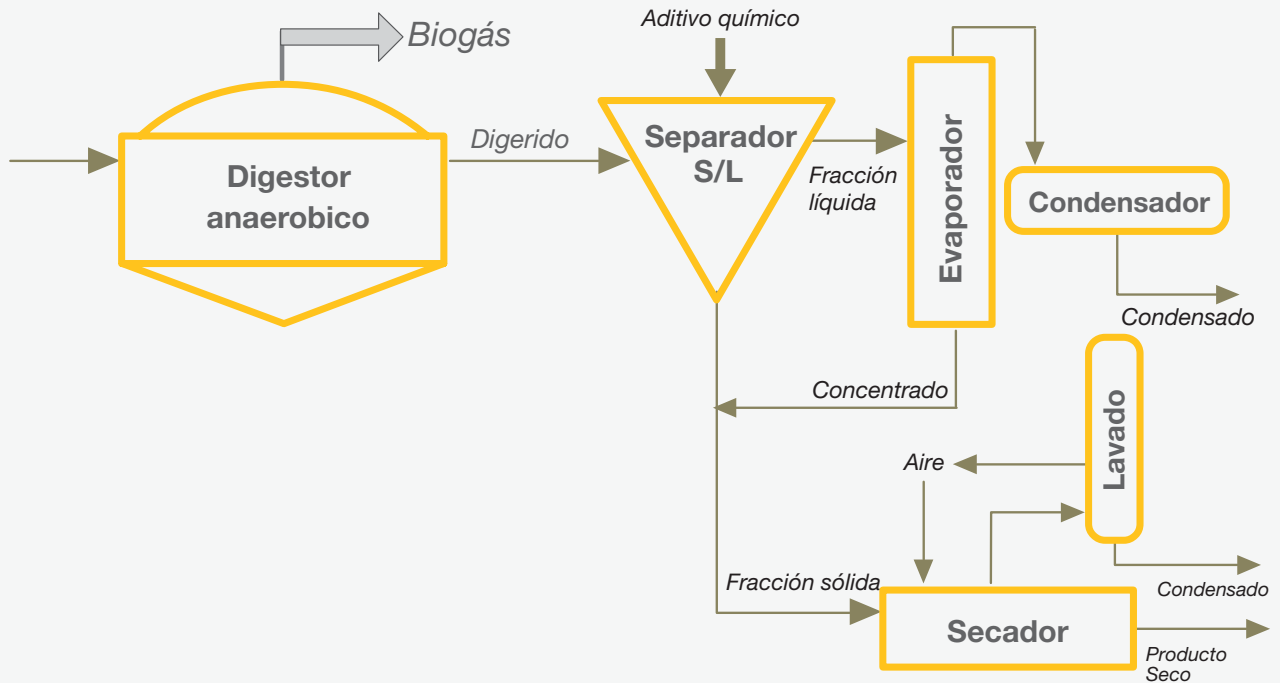 Biogás
Aditivo químico
Digestor
anaerobico
Digerido
Separador
S/L
Fracción
líquida
Evaporador
Condensador
Condensado
Concentrado
Lavado
Aire
Fracción sólida
Condensado
Secador
Producto
Seco